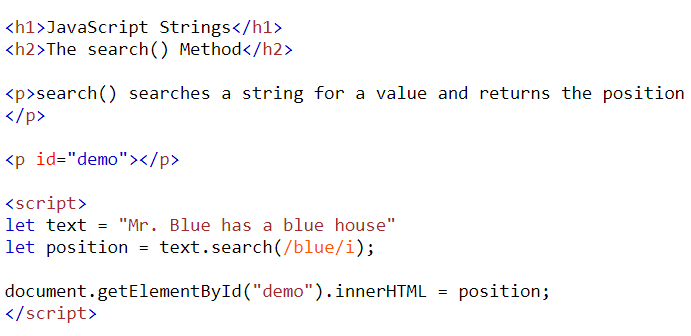 <h1>JavaScript Strings</h1>
<h2>The search() Method</h2>
<p>search() searches a string for a value and returns the position
</p>
<p id="demo"></p>
<script>
let text = "Mr. Blue has a blue house"
let position = text.search(/blue/i);
document.getElementById("demo").innerHTML = position;
</script>